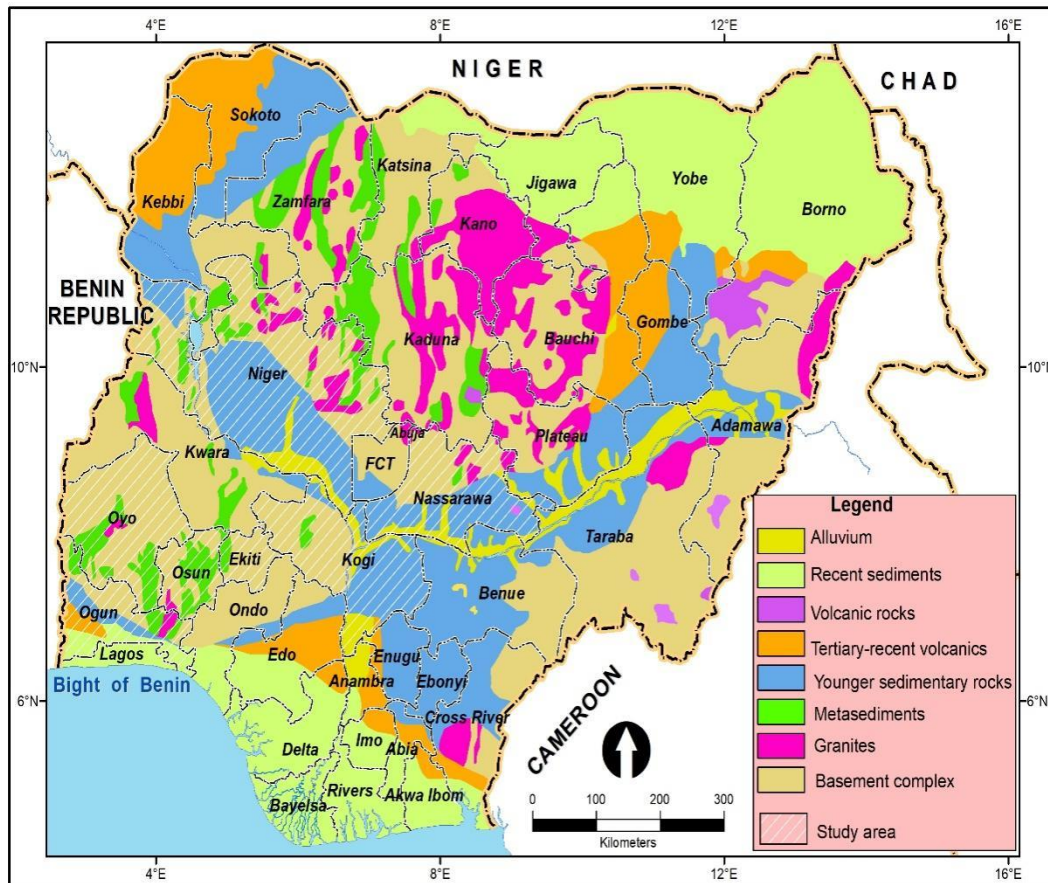 4°E
8°E
12°E
16°E
NIGER
CHAD
Sokoto
Katsina
Kebbi
Zamfara
Jigawa
Yobe
Borno
Kano
BENIN
REPUBLIC
Kaduna
Bauchi
Gombe
10°N
10°N
Niger
Abuja
Plateau
Adamawa
Kwara
FCT
Nassarawa
Oyo
Taraba
Kogi
Osun
Ekiti
Benue
Ogun
Ondo
Lagos
Edo
Enugu
Bight of Benin
Anambra
Ebonyi
6°N
6°N
Cross River
Imo
Abia
Delta
Rivers
Akwa Ibom
Bayelsa
CAMEROON
0 100 200 300
Kilometers
Legend
Alluvium
Recent sediments
Volcanic rocks
Tertiary-recent volcanics
Younger sedimentary rocks
Metasediments
Granites
Basement complex
Study area
4°E
8°E
12°E
16°E